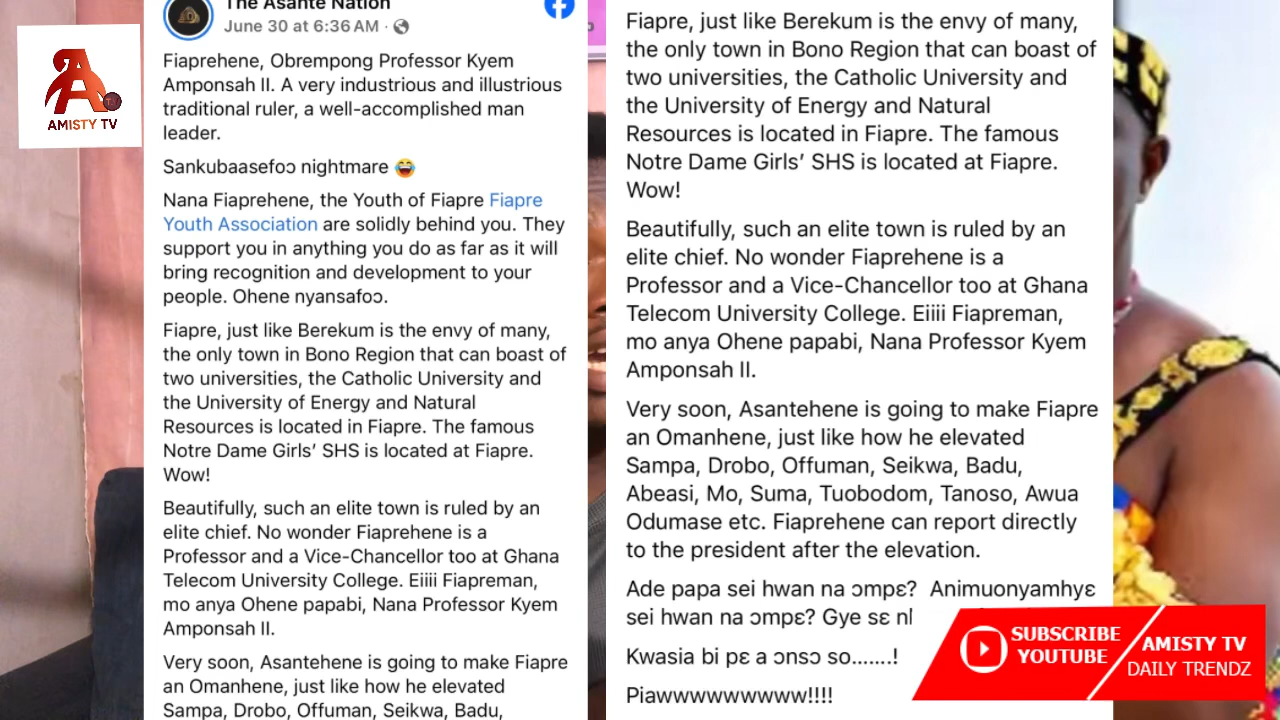 AMISTY TV
The Asante Nation
June 30 at 6:36 AM ·
Fiaprehene, Obrempong Professor Kyem
Amponsah II. A very industrious and illustrious
traditional ruler, a well-accomplished man
leader.
Sankubaasefoɔ nightmare 😂
Nana Fiaprehene, the Youth of Fiapre Fiapre
Youth Association are solidly behind you. They
support you in anything you do as far as it will
bring recognition and development to your
people. Ohene nyansafoɔ.
Fiapre, just like Berekum is the envy of many,
the only town in Bono Region that can boast of
two universities, the Catholic University and
the University of Energy and Natural
Resources is located in Fiapre. The famous
Notre Dame Girls’ SHS is located at Fiapre.
Wow!
Beautifully, such an elite town is ruled by an
elite chief. No wonder Fiaprehene is a
Professor and a Vice-Chancellor too at Ghana
Telecom University College. Eiiii Fiapreman,
mo anya Ohene papabi, Nana Professor Kyem
Amponsah II.
Very soon, Asantehene is going to make Fiapre
an Omanhene, just like how he elevated
Sampa, Drobo, Offuman, Seikwa, Badu,
Fiapre, just like Berekum is the envy of many,
the only town in Bono Region that can boast of
two universities, the Catholic University and
the University of Energy and Natural
Resources is located in Fiapre. The famous
Notre Dame Girls’ SHS is located at Fiapre.
Wow!
Beautifully, such an elite town is ruled by an
elite chief. No wonder Fiaprehene is a
Professor and a Vice-Chancellor too at Ghana
Telecom University College. Eiiii Fiapreman,
mo anya Ohene papabi, Nana Professor Kyem
Amponsah II.
Very soon, Asantehene is going to make Fiapre
an Omanhene, just like how he elevated
Sampa, Drobo, Offuman, Seikwa, Badu,
Abeasi, Mo, Suma, Tuobodom, Tanoso, Awua
Odumase etc. Fiaprehene can report directly
to the president after the elevation.
Ade papa sei hwan na ɔmpɛ? Animuonyamhyɛ
sei hwan na ɔmpɛ? Gye sɛ
Kwasia bi pɛ a ɔnsɔ so.......!
Piawwwwwwwww!!!!
SUBSCRIBE
YOUTUBE
AMISTY TV
DAILY TRENDZ